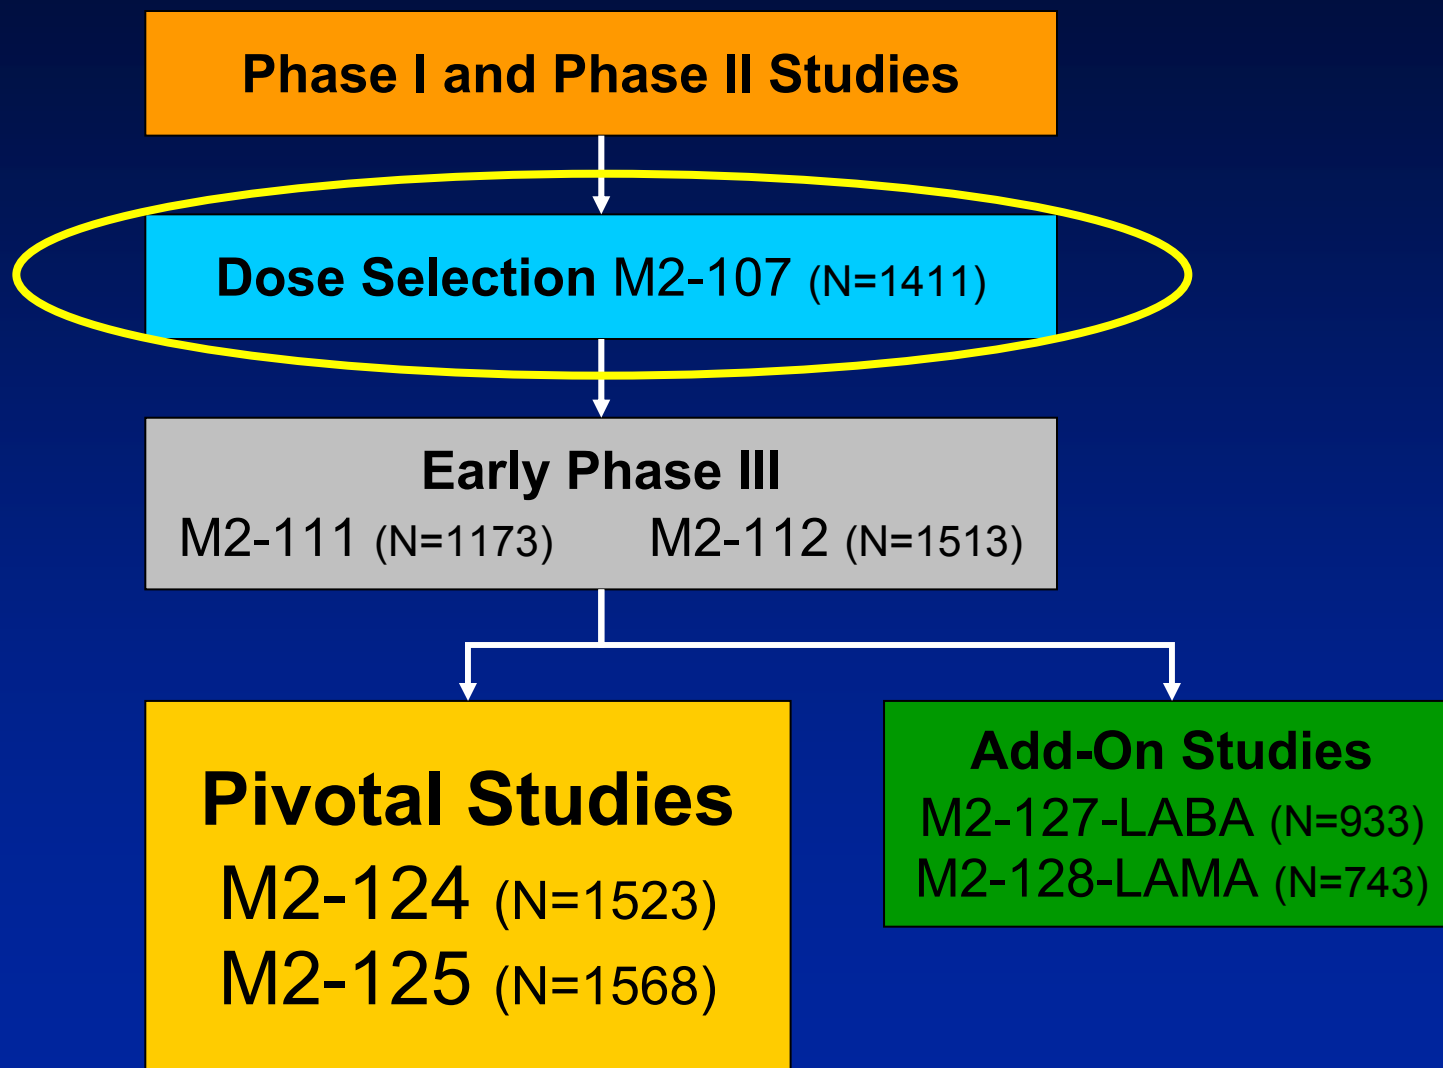 Phase I and Phase II Studies
Dose Selection M2-107 (N=1411)
Early Phase III
M2-111 (N=1173) M2-112 (N=1513)
Pivotal Studies
M2-124 (N=1523)
M2-125 (N=1568)
Add-On Studies
M2-127-LABA (N=933)
M2-128-LAMA (N=743)